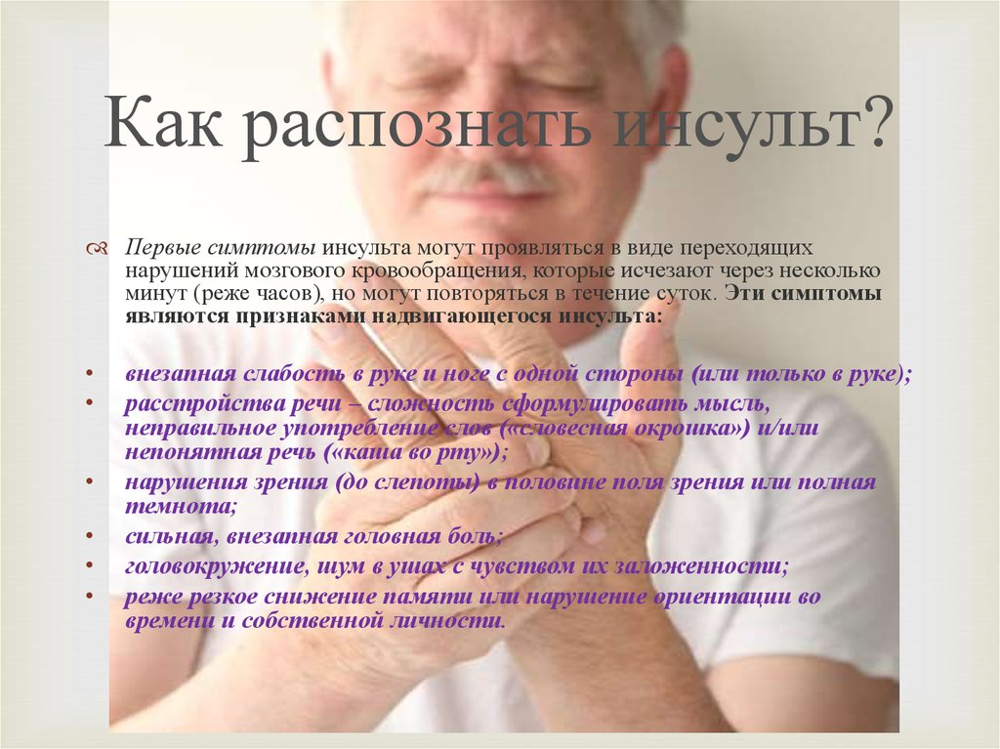 Как распознать инсульт?
Первые симптомы инсульта могут проявляться в виде переходящих
нарушений мозгового кровообращения, которые исчезают через несколько
минут (реже часов), но могут повторяться в течение суток. Эти симптомы
являются признаками надвигающегося инсульта:
• внезапная слабость в руке и ноге с одной стороны (или только в руке);
• расстройства речи – сложность сформулировать мысль,
неправильное употребление слов («словесная окрошка») и/или
непонятная речь («каша во рту»);
• нарушения зрения (до слепоты) в половине поля зрения или полная
темнота;
• сильная, внезапная головная боль;
• головокружение, шум в ушах с чувством их заложенности;
• реже резкое снижение памяти или нарушение ориентации во
времени и собственной личности.